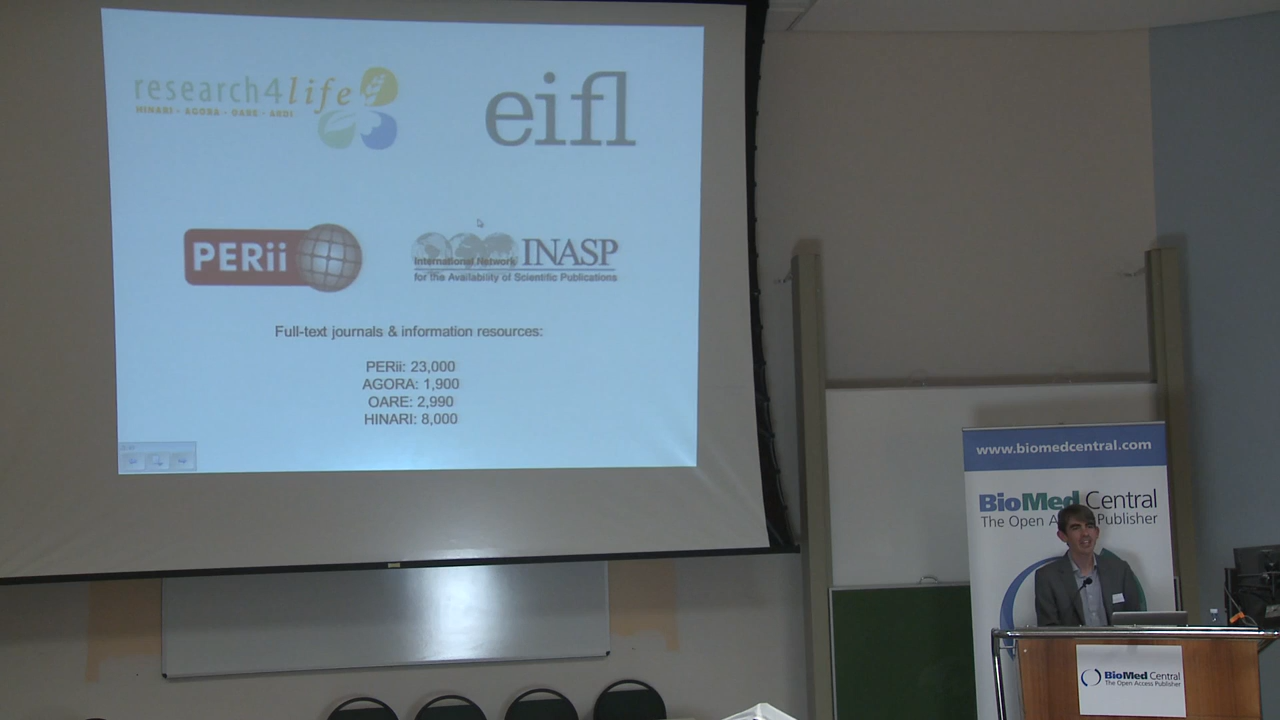 research4life
HINARI - AGORA - OARE - ARDI
eifl
PERii
INASP
International Network
for the Availability of Scientific Publications
Full-text journals & information resources:
PERii: 23,000
AGORA: 1,900
OARE: 2,990
HINARI: 8,000
www.biomedcentral.com
BioMed Central
The Open Access Publisher
BioMed Central
The Open Access Publisher